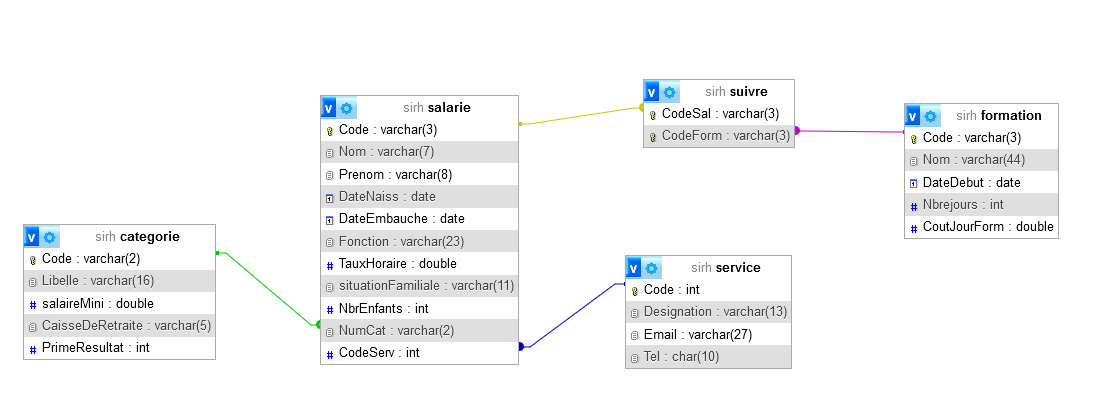 v sirh categorie
Code : varchar(2)
Libelle : varchar(16)
# salaireMini : double
CaisseDeRetraite : varchar(5)
# PrimeResultat : int
v sirh salarie
Code : varchar(3)
Nom : varchar(7)
Prenom : varchar(8)
DateNaiss : date
DateEmbauche : date
Fonction : varchar(23)
# TauxHoraire : double
situationFamiliale : varchar(11)
# NbrEnfants : int
NumCat : varchar(2)
# CodeServ : int
v sirh suivre
CodeSal : varchar(3)
CodeForm : varchar(3)
v sirh service
Code : int
Designation : varchar(13)
Email : varchar(27)
Tel : char(10)
v sirh formation
Code : varchar(3)
Nom : varchar(44)
DateDebut : date
# Nbrejours : int
# CoutJourForm : double